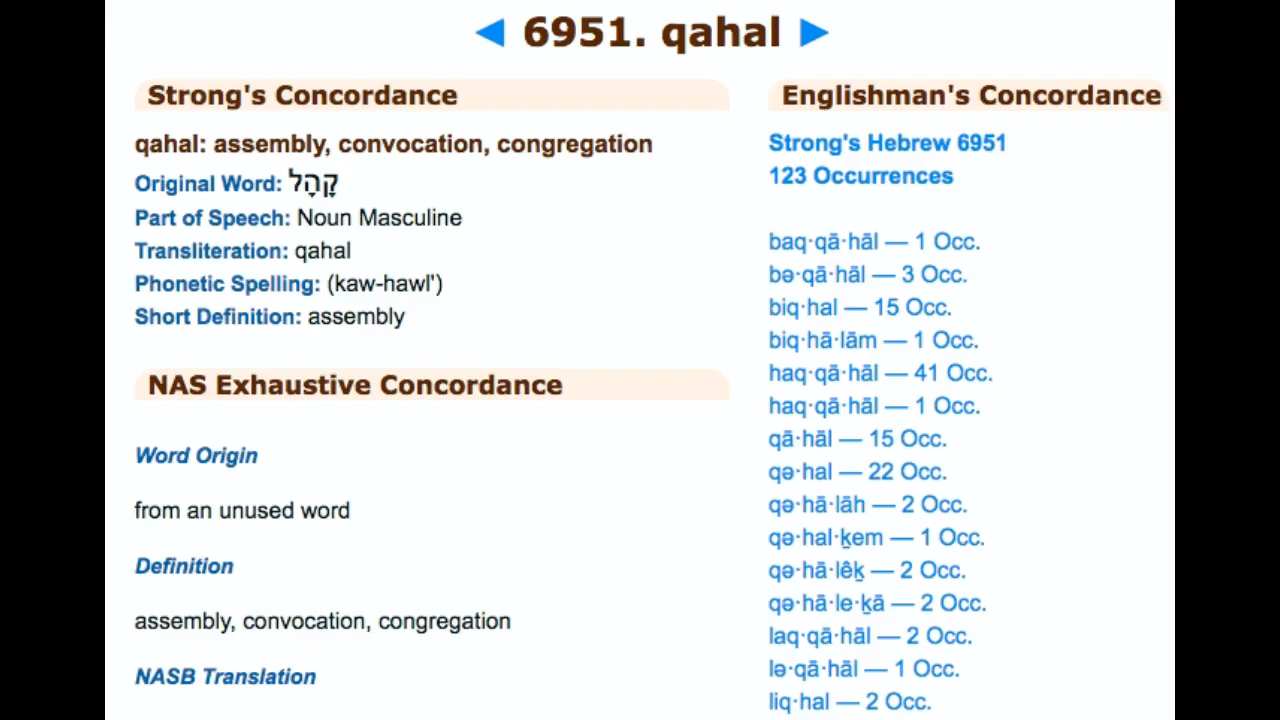 ◄ 6951. qahal ►
Strong's Concordance
qahal: assembly, convocation, congregation
Original Word: קָהָל
Part of Speech: Noun Masculine
Transliteration: qahal
Phonetic Spelling: (kaw-hawl')
Short Definition: assembly
NAS Exhaustive Concordance
Word Origin
from an unused word
Definition
assembly, convocation, congregation
NASB Translation
Englishman's Concordance
Strong's Hebrew 6951
123 Occurrences
baq·qā·hāl — 1 Occ.
bə·qā·hāl — 3 Occ.
biq·hal — 15 Occ.
biq·hā·lām — 1 Occ.
haq·qā·hāl — 41 Occ.
haq·qā·hāl — 1 Occ.
qā·hāl — 15 Occ.
qə·hal — 22 Occ.
qə·hā·lāh — 2 Occ.
qə·hal·ḵem — 1 Occ.
qə·hā·lêḵ — 2 Occ.
qə·hā·le·ḵā — 2 Occ.
laq·qā·hāl — 2 Occ.
lə·qā·hāl — 1 Occ.
liq·hal — 2 Occ.